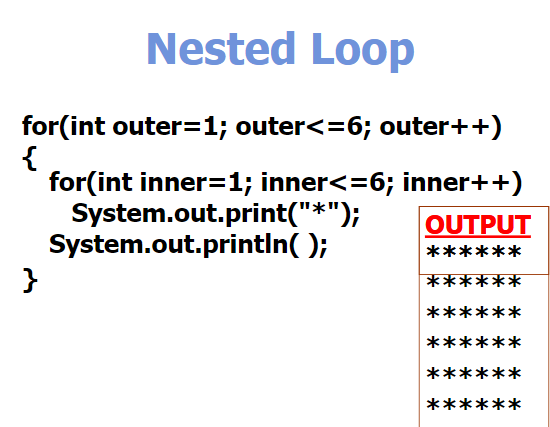 Nested Loop
for(int outer=1; outer<=6; outer++)
{
for(int inner=1; inner<=6; inner++)
System.out.print("*");
System.out.println( );
}
OUTPUT
******
******
******
******
******
******